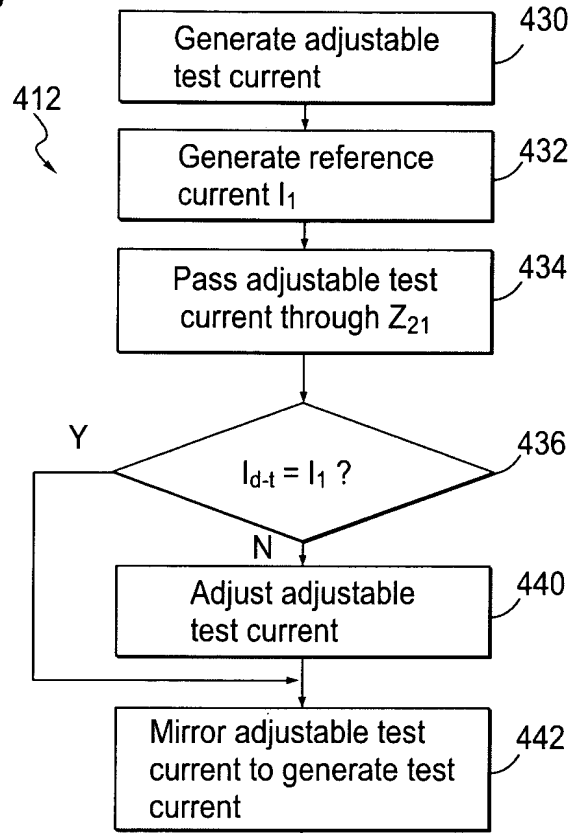 Generate adjustable
test current
430
412
Generate reference
current I₁
432
Pass adjustable test
current through Z₂₁
434
Y
I_d-t = I₁ ?
436
N
Adjust adjustable
test current
440
Mirror adjustable test
current to generate test
current
442